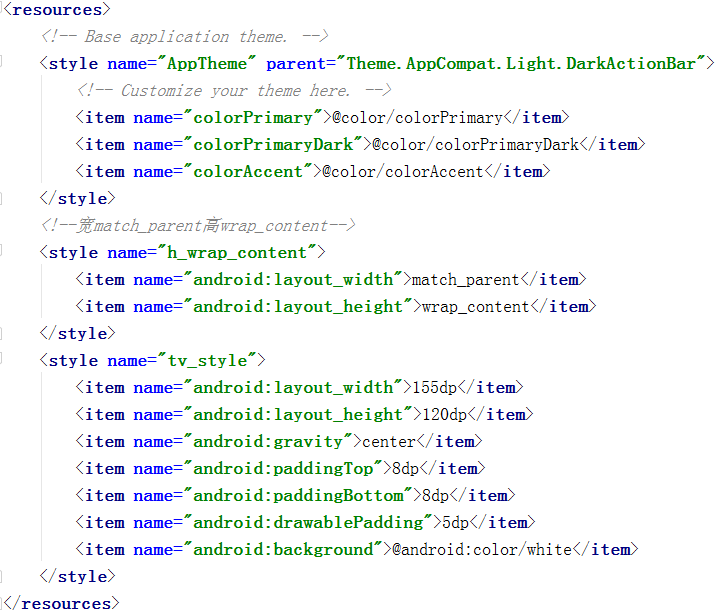 <resources>
<!-- Base application theme. -->
<style name="AppTheme" parent="Theme.AppCompat.Light.DarkActionBar">
<!-- Customize your theme here. -->
<item name="colorPrimary">@color/colorPrimary</item>
<item name="colorPrimaryDark">@color/colorPrimaryDark</item>
<item name="colorAccent">@color/colorAccent</item>
</style>
<!--宽match_parent高wrap_content-->
<style name="h_wrap_content">
<item name="android:layout_width">match_parent</item>
<item name="android:layout_height">wrap_content</item>
</style>
<style name="tv_style">
<item name="android:layout_width">155dp</item>
<item name="android:layout_height">120dp</item>
<item name="android:gravity">center</item>
<item name="android:paddingTop">8dp</item>
<item name="android:paddingBottom">8dp</item>
<item name="android:drawablePadding">5dp</item>
<item name="android:background">@android:color/white</item>
</style>
</resources>